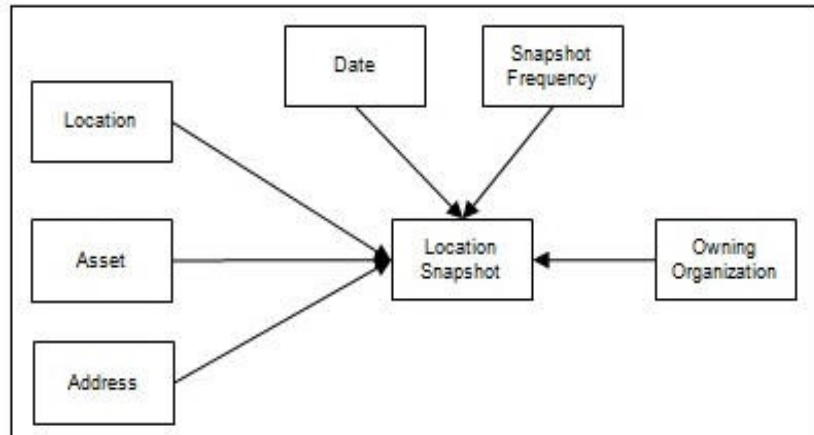 Date
Snapshot
Frequency
Location
Asset
Location
Snapshot
Owning
Organization
Address